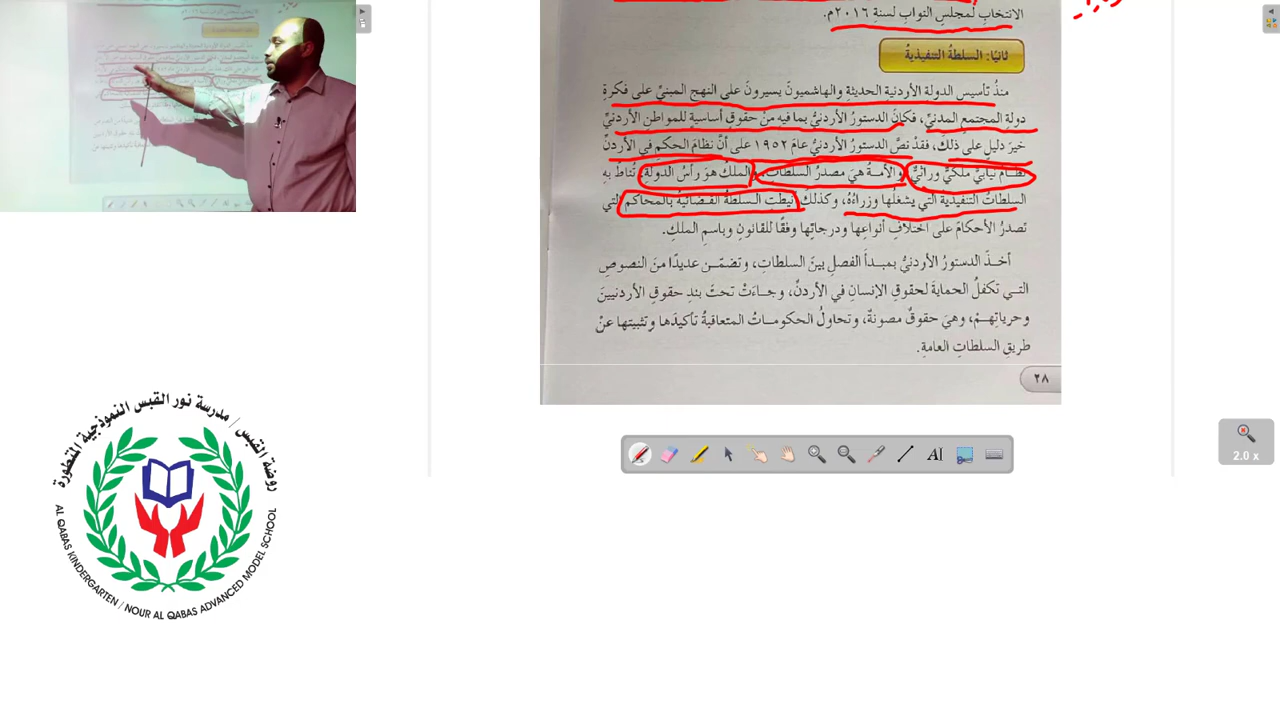 الانتخابِ لمجلسِ النوابِ لسنةِ ٢٠١٦م.
ثانيًا: السلطةُ التنفيذيةُ
منذُ تأسيسِ الدولةِ الأردنيةِ الحديثةِ والهاشميونَ يسيرونَ على النهجِ المبنيِّ على فكرةِ
دولةِ المجتمعِ المدنيِّ، فكانَ الدستورُ الأردنيُّ بما فيه منْ حقوقٍ أساسيةٍ للمواطنِ الأردنيِّ
خيرَ دليلٍ على ذلكَ، فقدْ نصَّ الدستورُ الأردنيُّ عامَ ١٩٥٢ على أنَّ نظامَ الحكمِ في الأردنِّ
نظامٌ نيابيٌّ ملكيٌّ وراثيٌّ والأمةُ هيَ مصدرُ السلطاتِ، والملكُ هوَ رأسُ الدولةِ، تُناطُ بهِ
السلطاتُ التنفيذيةُ التي يشغلُها وزراءُهُ، وكذلكَ نيطت السلطةُ القضائيةُ بالمحاكمِ التي
تصدرُ الأحكامَ على اختلافِ أنواعِها ودرجاتِها وفقًا للقانونِ وباسمِ الملكِ.
أخذَ الدستورُ الأردنيُّ بمبدأ الفصلِ بينَ السلطاتِ، وتضمّنَ عديدًا منَ النصوصِ
التي تكفلُ الحمايةَ لحقوقِ الإنسانِ في الأردنِّ، وجاءَتْ تحتَ بندِ حقوقِ الأردنيينَ
وحرياتِهمْ، وهيَ حقوقٌ مصونةٌ، وتحاولُ الحكوماتُ المتعاقبةُ تأكيدَها وتثبيتها عنْ
طريقِ السلطاتِ العامةِ.
٢٨
روضة القبس / مدرسة نور القبس النموذجية المتطورة
AL QABAS KINDERGARTEN / NOUR AL QABAS ADVANCED MODEL SCHOOL
A
2.0 x